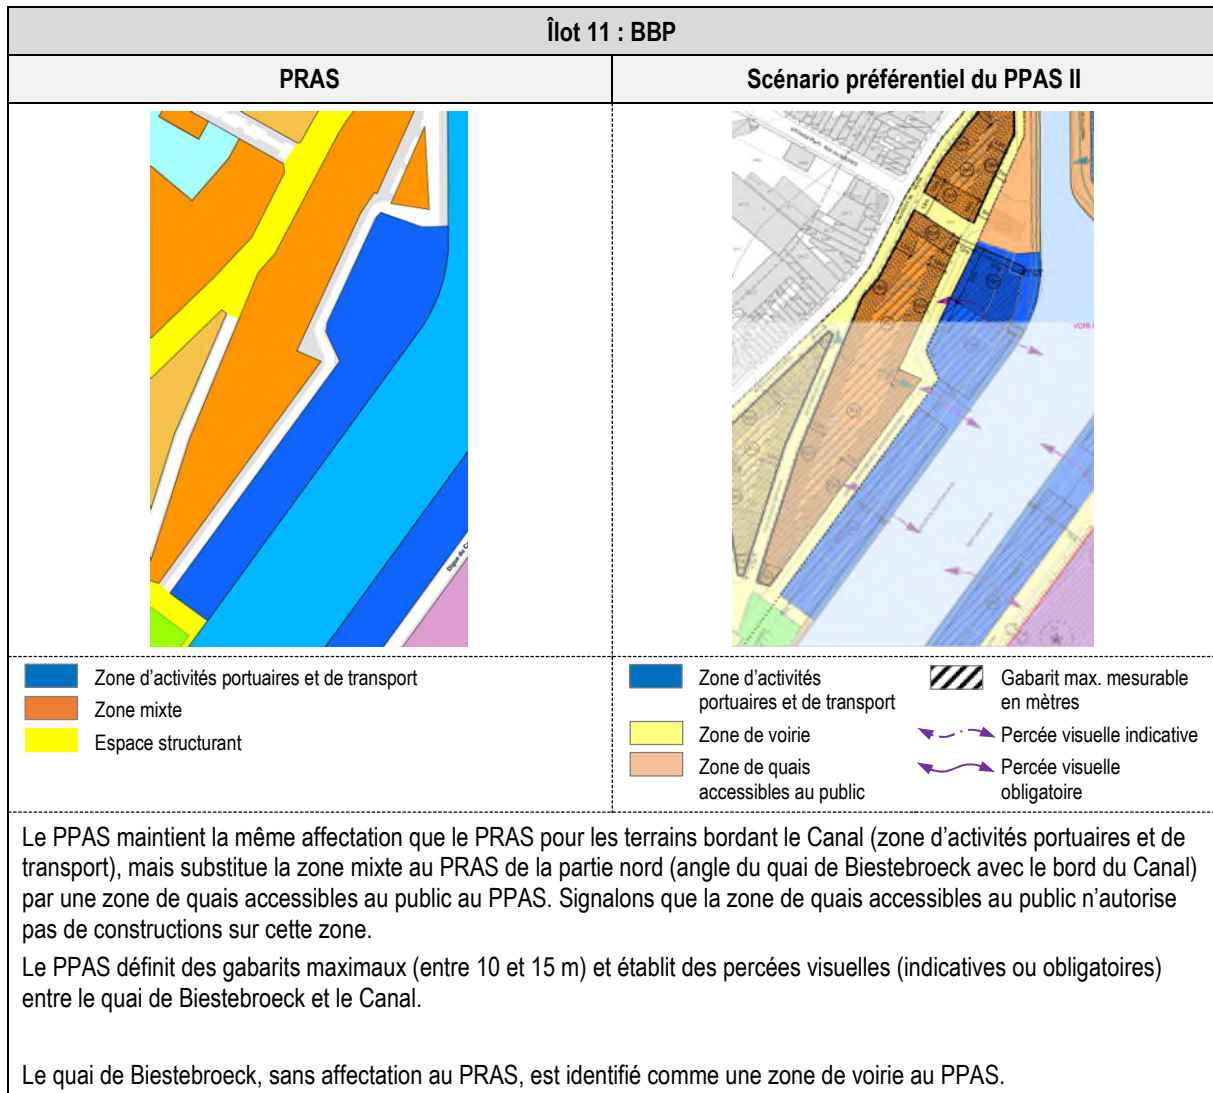 Îlot 11 : BBP
PRAS
Scénario préférentiel du PPAS II
Digue du C
VOIR
Zone d'activités portuaires et de transport
Zone mixte
Espace structurant
Zone d'activités
portuaires et de transport
Zone de voirie
Zone de quais
accessibles au public
Gabarit max. mesurable
en mètres
Percée visuelle indicative
Percée visuelle
obligatoire
Le PPAS maintient la même affectation que le PRAS pour les terrains bordant le Canal (zone d'activités portuaires et de
transport), mais substitue la zone mixte au PRAS de la partie nord (angle du quai de Biestebroeck avec le bord du Canal)
par une zone de quais accessibles au public au PPAS. Signalons que la zone de quais accessibles au public n'autorise
pas de constructions sur cette zone.
Le PPAS définit des gabarits maximaux (entre 10 et 15 m) et établit des percées visuelles (indicatives ou obligatoires)
entre le quai de Biestebroeck et le Canal.
Le quai de Biestebroeck, sans affectation au PRAS, est identifié comme une zone de voirie au PPAS.